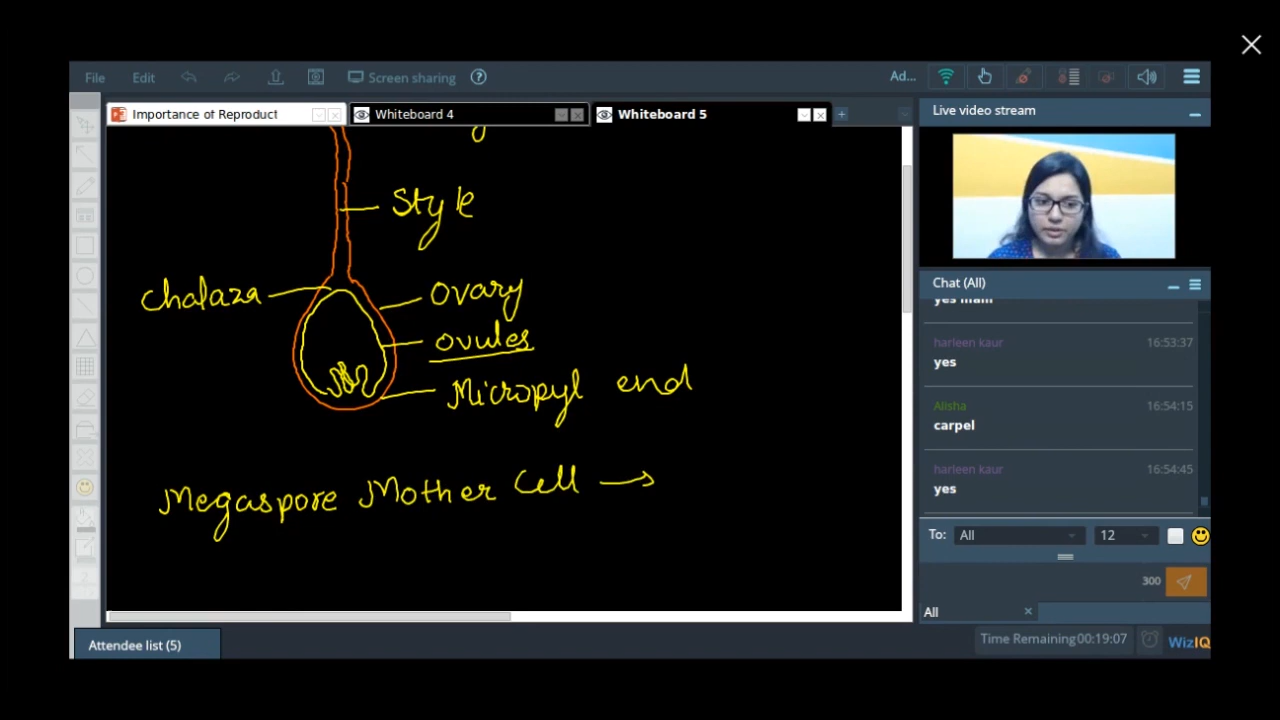 File Edit Screen sharing ? Ad...
Importance of Reproduct Whiteboard 4 Whiteboard 5
Style
Chalaza
Ovary
Ovules
Micropyl end
Megaspore Mother Cell →
Live video stream
Chat (All)
harleen kaur 16:53:37
yes
Alisha 16:54:15
carpel
harleen kaur 16:54:45
yes
To: All 12
300
All
Attendee list (5)
Time Remaining 00:19:07 WizIQ